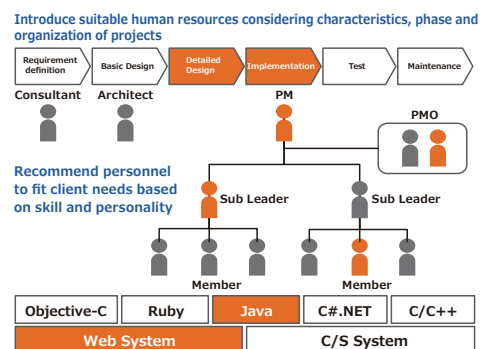 Introduce suitable human resources considering characteristics, phase and
organization of projects
Requirement
definition
Basic Design
Detailed
Design
Implementation
Test
Maintenance
Consultant
Architect
PM
PMO
Recommend personnel
to fit client needs based
on skill and personality
Sub Leader
Sub Leader
Member
Member
Objective-C
Ruby
Java
C#.NET
C/C++
Web System
C/S System